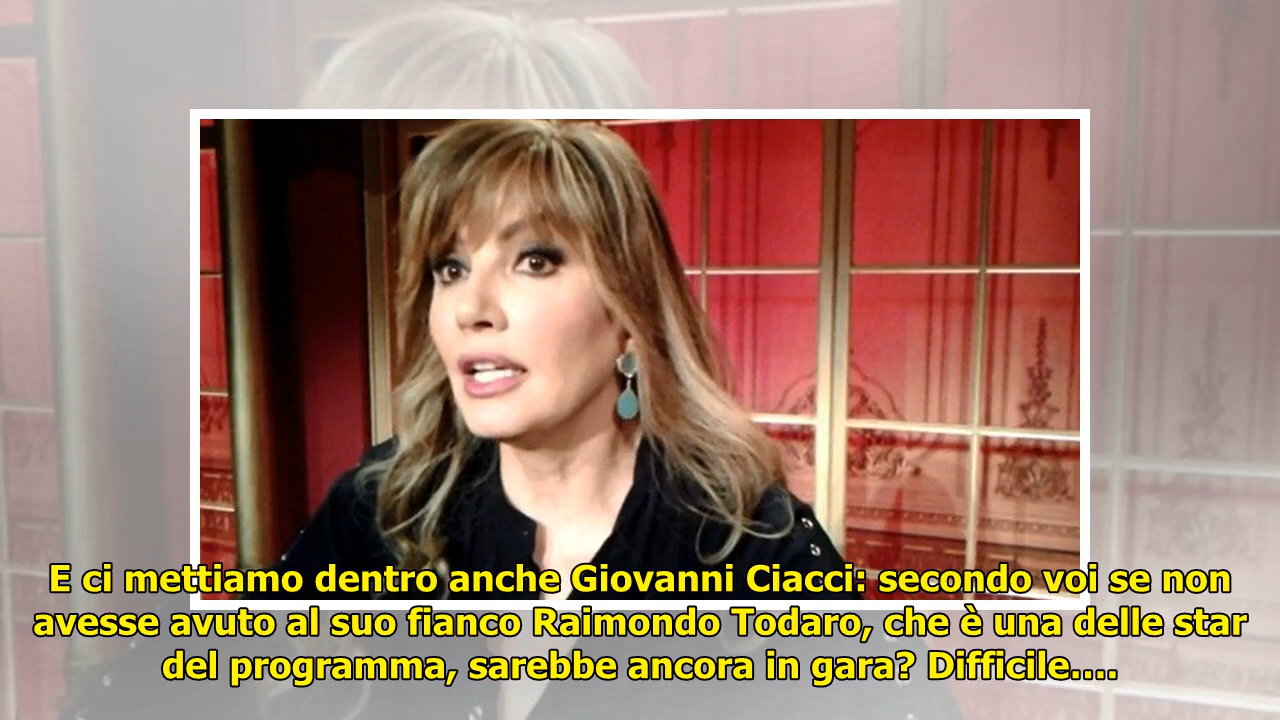 E ci mettiamo dentro anche Giovanni Ciacci: secondo voi se non
avesse avuto al suo fianco Raimondo Todaro, che è una delle star
del programma, sarebbe ancora in gara? Difficile....